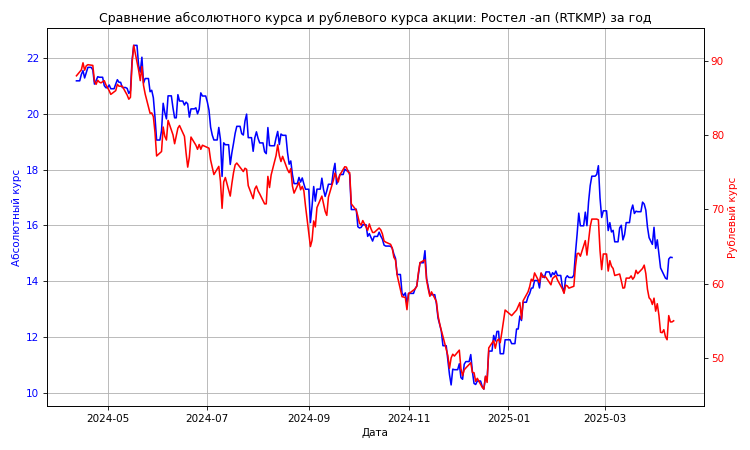 Сравнение абсолютного курса и рублевого курса акции: Ростел -ап (RTKMP) за год
22
20
18
16
14
12
10
Абсолютный курс
90
80
70
60
50
Рублевый курс
2024-05 2024-07 2024-09 2024-11 2025-01 2025-03
Дата